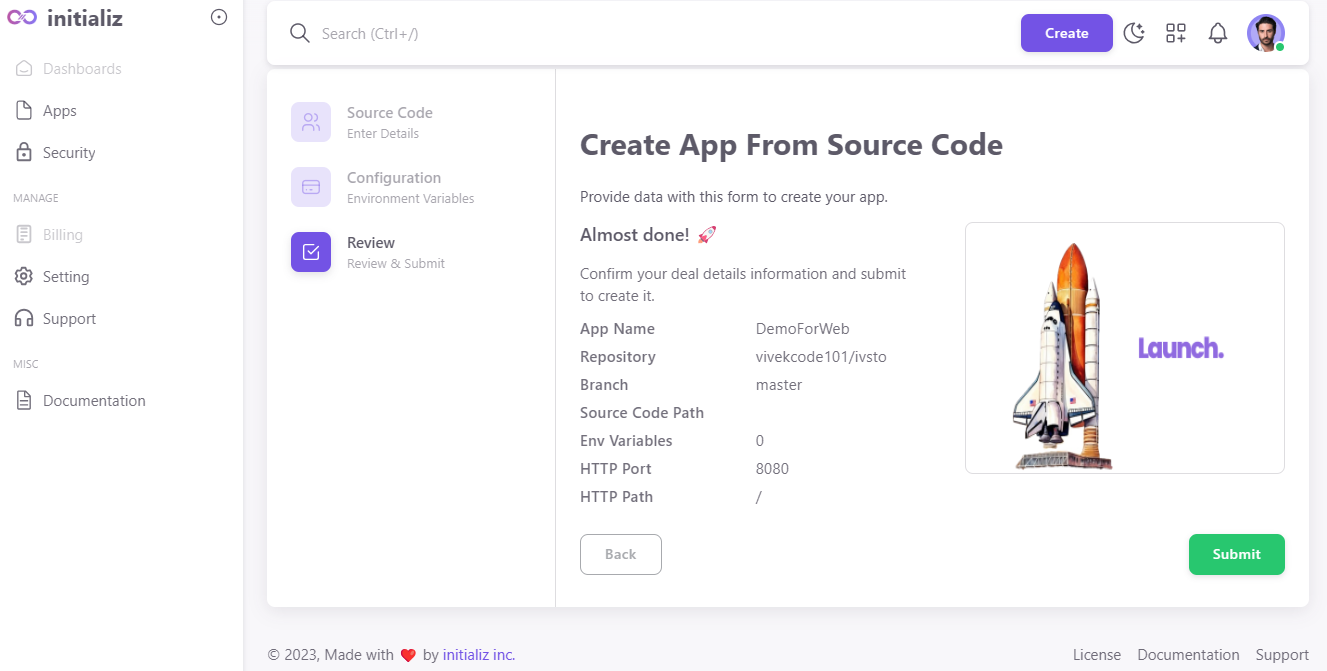 initializ
Dashboards
Apps
Security
MANAGE
Billing
Setting
Support
MISC
Documentation
Search (Ctrl+/)
Create
Source Code
Enter Details
Configuration
Environment Variables
Review
Review & Submit
Create App From Source Code
Provide data with this form to create your app.
Almost done! 🚀
Confirm your deal details information and submit
to create it.
App Name DemoForWeb
Repository vivekcode101/ivsto
Branch master
Source Code Path
Env Variables 0
HTTP Port 8080
HTTP Path /
Launch.
Back
Submit
© 2023, Made with ❤️ by initializ inc.
License Documentation Support